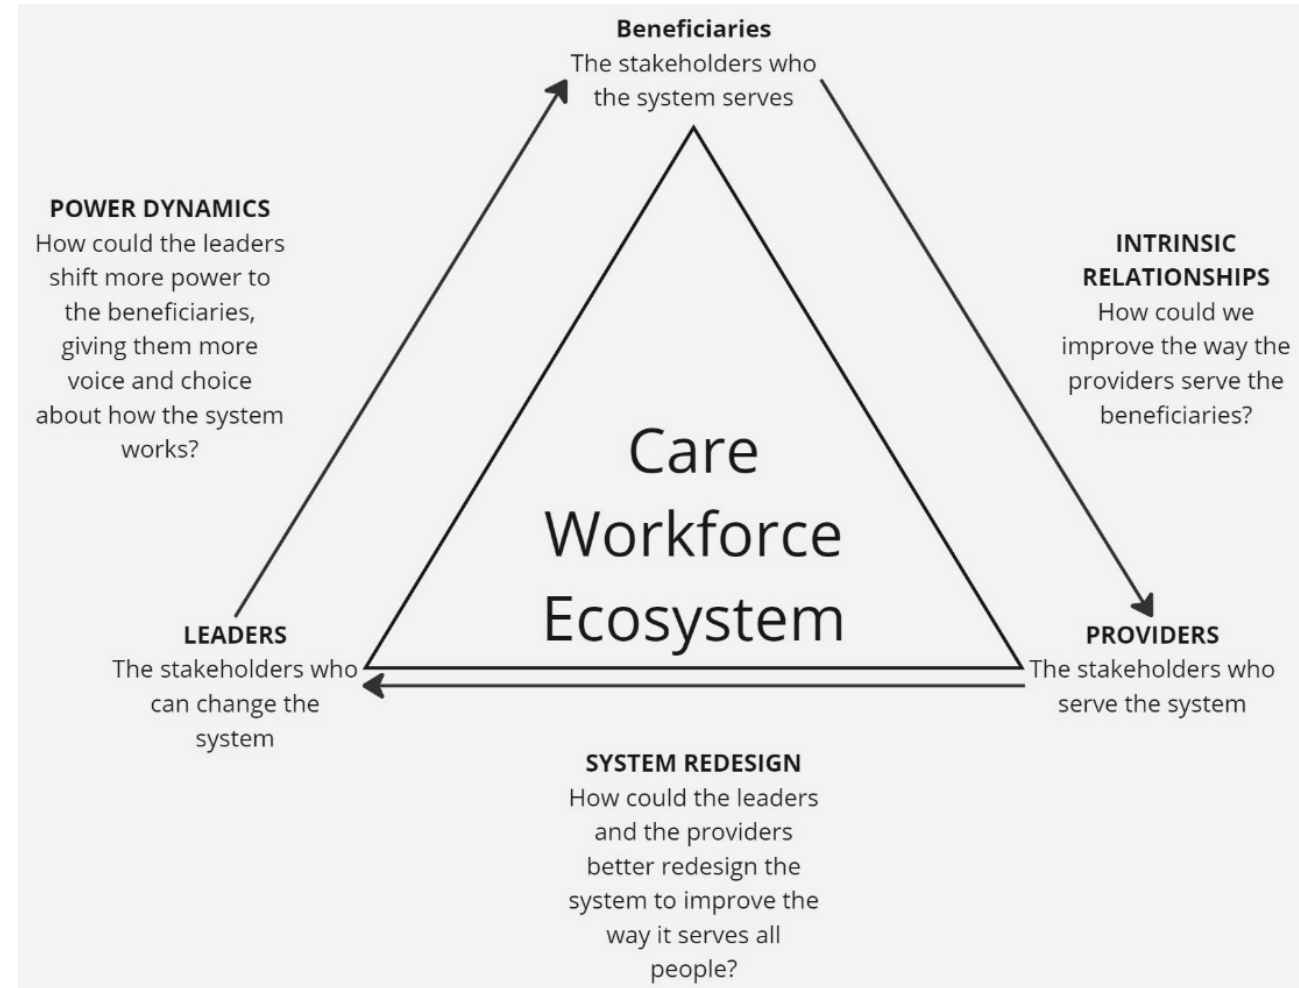 Beneficiaries
The stakeholders who
the system serves
POWER DYNAMICS
How could the leaders
shift more power to
the beneficiaries,
giving them more
voice and choice
about how the system
works?
INTRINSIC
RELATIONSHIPS
How could we
improve the way the
providers serve the
beneficiaries?
Care
Workforce
Ecosystem
LEADERS
The stakeholders who
can change the
system
PROVIDERS
The stakeholders who
serve the system
SYSTEM REDESIGN
How could the leaders
and the providers
better redesign the
system to improve the
way it serves all
people?